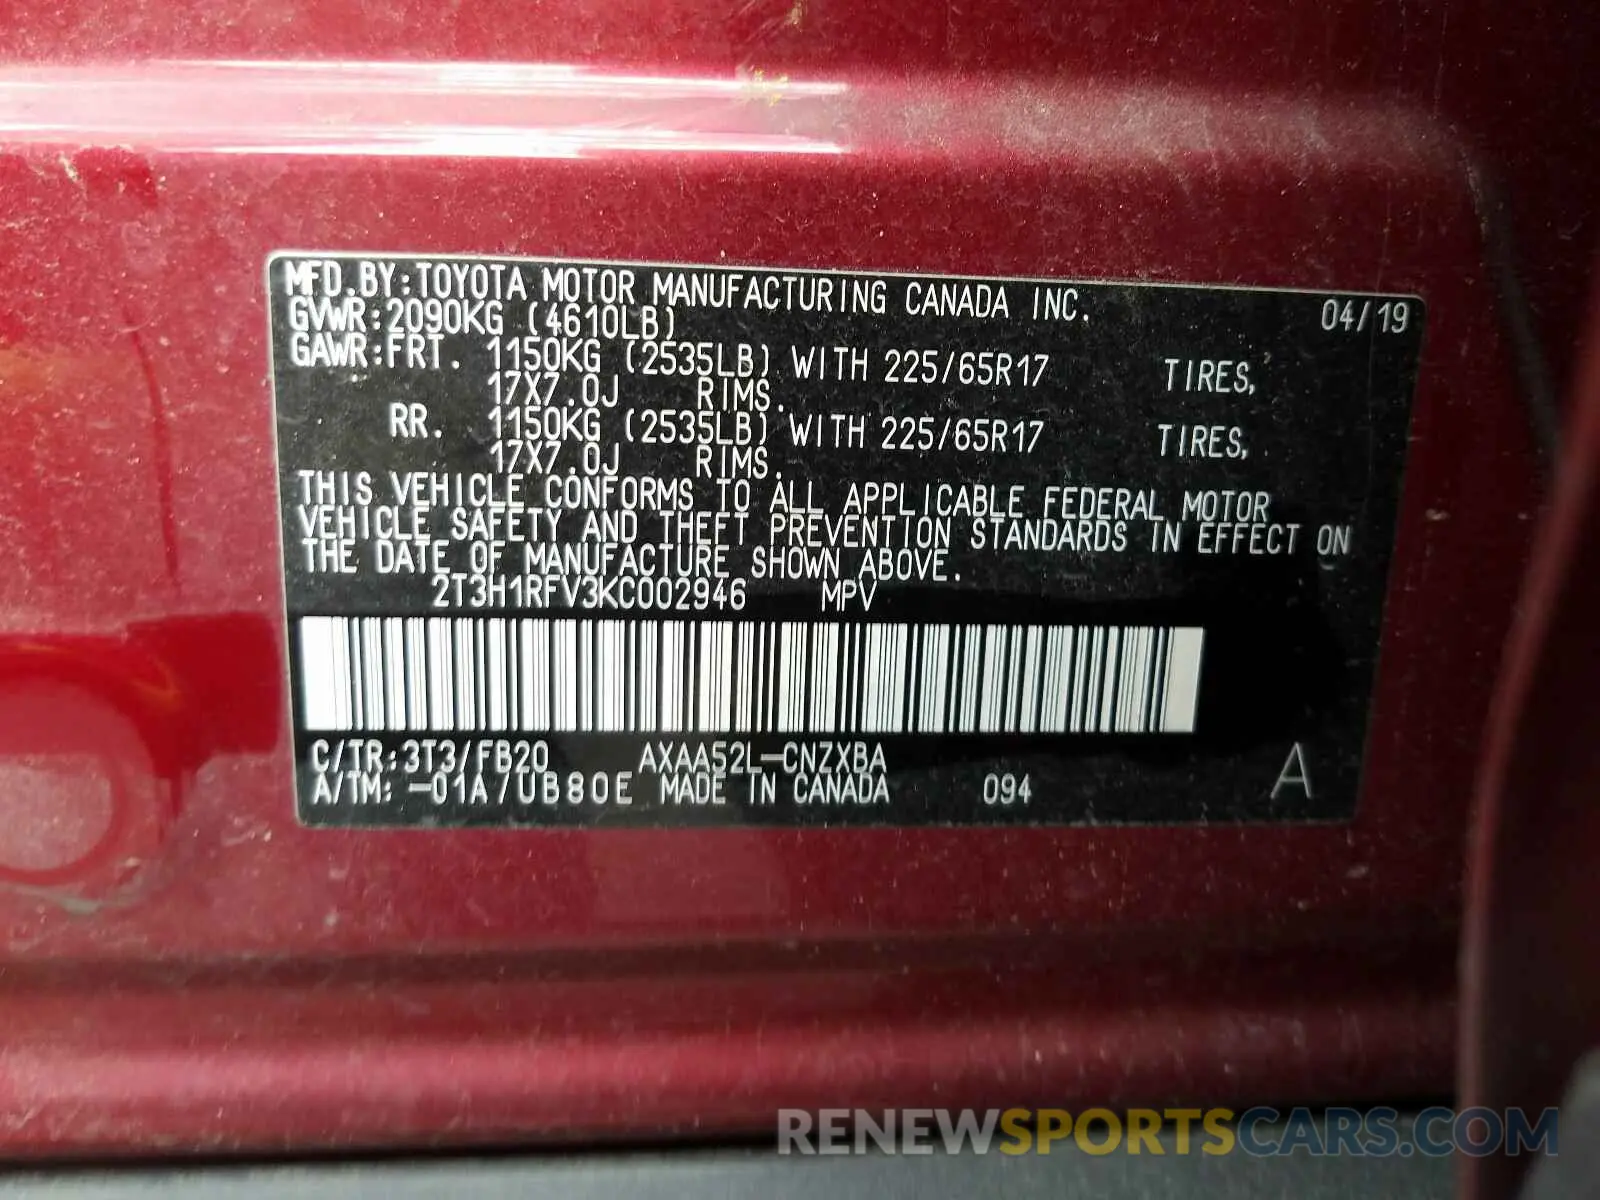 MFD.BY:TOYOTA MOTOR MANUFACTURING CANADA INC. 04/19
GVWR:2090KG (4610LB)
GAWR:FRT. 1150KG (2535LB) WITH 225/65R17 TIRES,
17X7.0J RIMS.
RR. 1150KG (2535LB) WITH 225/65R17 TIRES,
17X7.0J RIMS.
THIS VEHICLE CONFORMS TO ALL APPLICABLE FEDERAL MOTOR
VEHICLE SAFETY AND THEFT PREVENTION STANDARDS IN EFFECT ON
THE DATE OF MANUFACTURE SHOWN ABOVE.
2T3H1RFV3KC002946 MPV
C/TR:3T3/FB20 AXAA52L-CNZXBA
A/TM:-01A/UB80E MADE IN CANADA 094 A
RENEWSPORTSCARS.COM